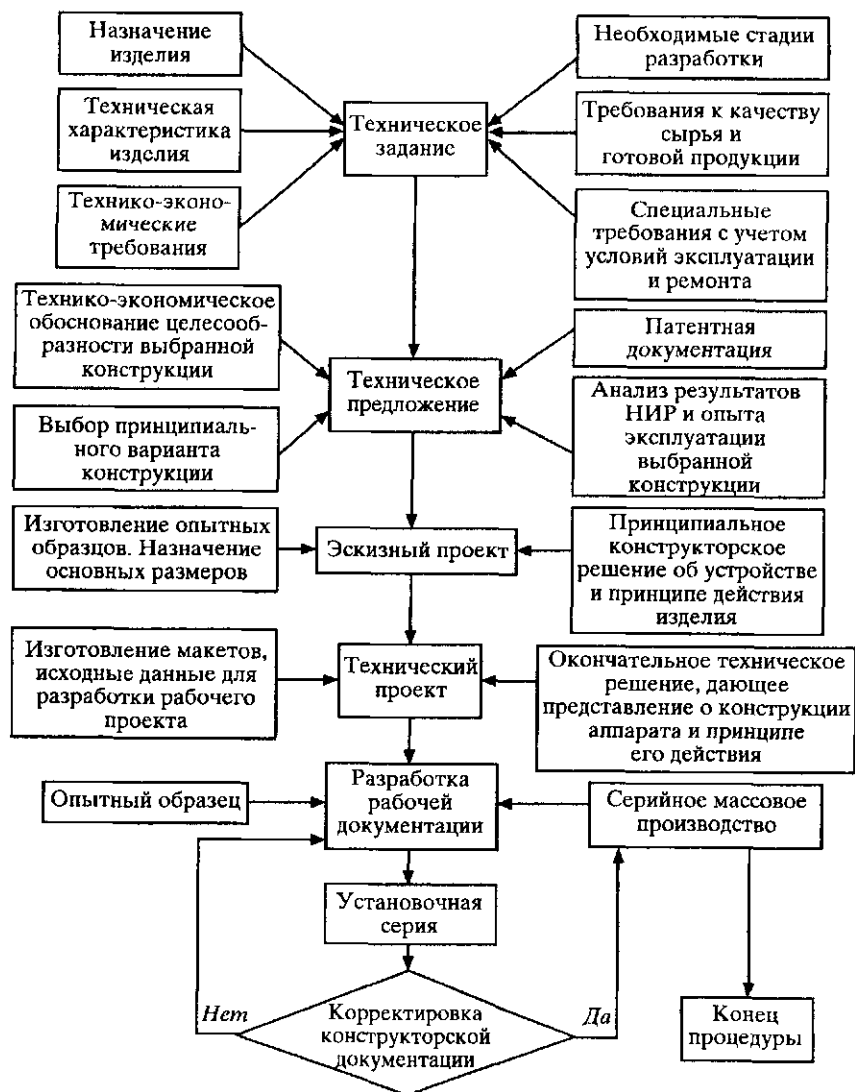 Назначение
изделия
Необходимые стадии
разработки
Техническая
характеристика
изделия
Техническое
задание
Требования к качеству
сырья и
готовой продукции
Технико-эконо-
мические
требования
Специальные
требования с учетом
условий эксплуатации
и ремонта
Технико-экономическое
обоснование целесооб-
разности выбранной
конструкции
Патентная
документация
Техническое
предложение
Выбор принципиаль-
ного варианта
конструкции
Анализ результатов
НИР и опыта
эксплуатации
выбранной
конструкции
Изготовление опытных
образцов. Назначение
основных размеров
Эскизный проект
Принципиальное
конструкторское
решение об устройстве
и принципе действия
изделия
Изготовление макетов,
исходные данные для
разработки рабочего
проекта
Технический
проект
Окончательное техническое
решение, дающее
представление о конструкции
аппарата и принципе
его действия
Опытный образец
Разработка
рабочей
документации
Серийное массовое
производство
Установочная
серия
Нет
Корректировка
конструкторской
документации
Да
Конец
процедуры